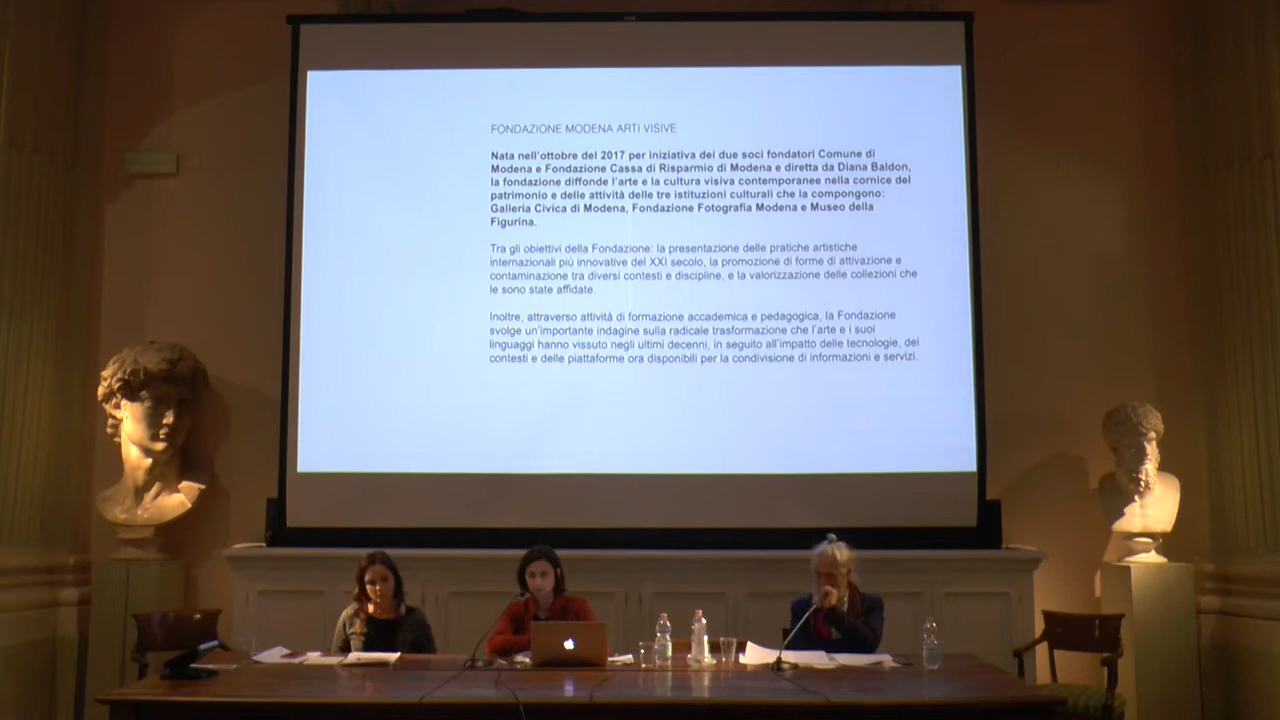 FONDAZIONE MODENA ARTI VISIVE
Nata nell'ottobre del 2017 per iniziativa dei due soci fondatori Comune di
Modena e Fondazione Cassa di Risparmio di Modena e diretta da Diana Baldon,
la fondazione diffonde l'arte e la cultura visiva contemporanee nella cornice del
patrimonio e delle attività delle tre istituzioni culturali che la compongono:
Galleria Civica di Modena, Fondazione Fotografia Modena e Museo della
Figurina.
Tra gli obiettivi della Fondazione: la presentazione delle pratiche artistiche
internazionali più innovative del XXI secolo, la promozione di forme di attivazione e
contaminazione tra diversi contesti e discipline, e la valorizzazione delle collezioni che
le sono state affidate.
Inoltre, attraverso attività di formazione accademica e pedagogica, la Fondazione
svolge un'importante indagine sulla radicale trasformazione che l'arte e i suoi
linguaggi hanno vissuto negli ultimi decenni, in seguito all'impatto delle tecnologie, dei
contesti e delle piattaforme ora disponibili per la condivisione di informazioni e servizi.